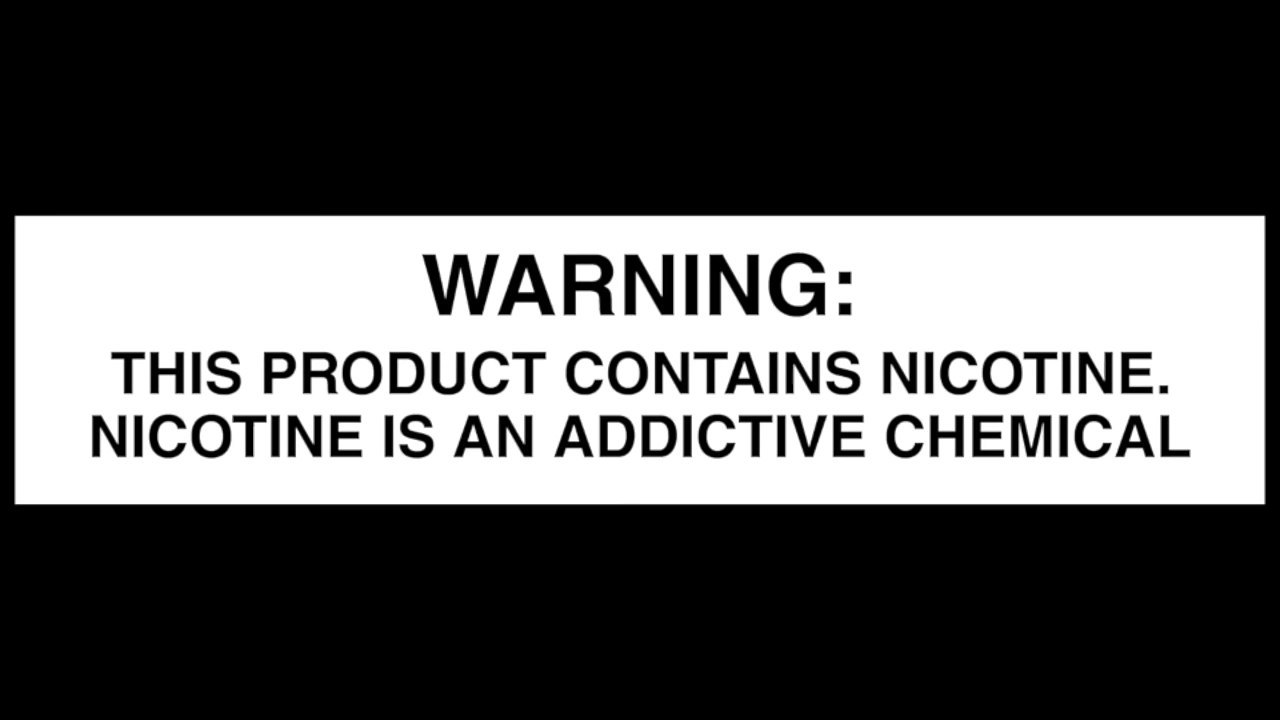 WARNING:
THIS PRODUCT CONTAINS NICOTINE.
NICOTINE IS AN ADDICTIVE CHEMICAL